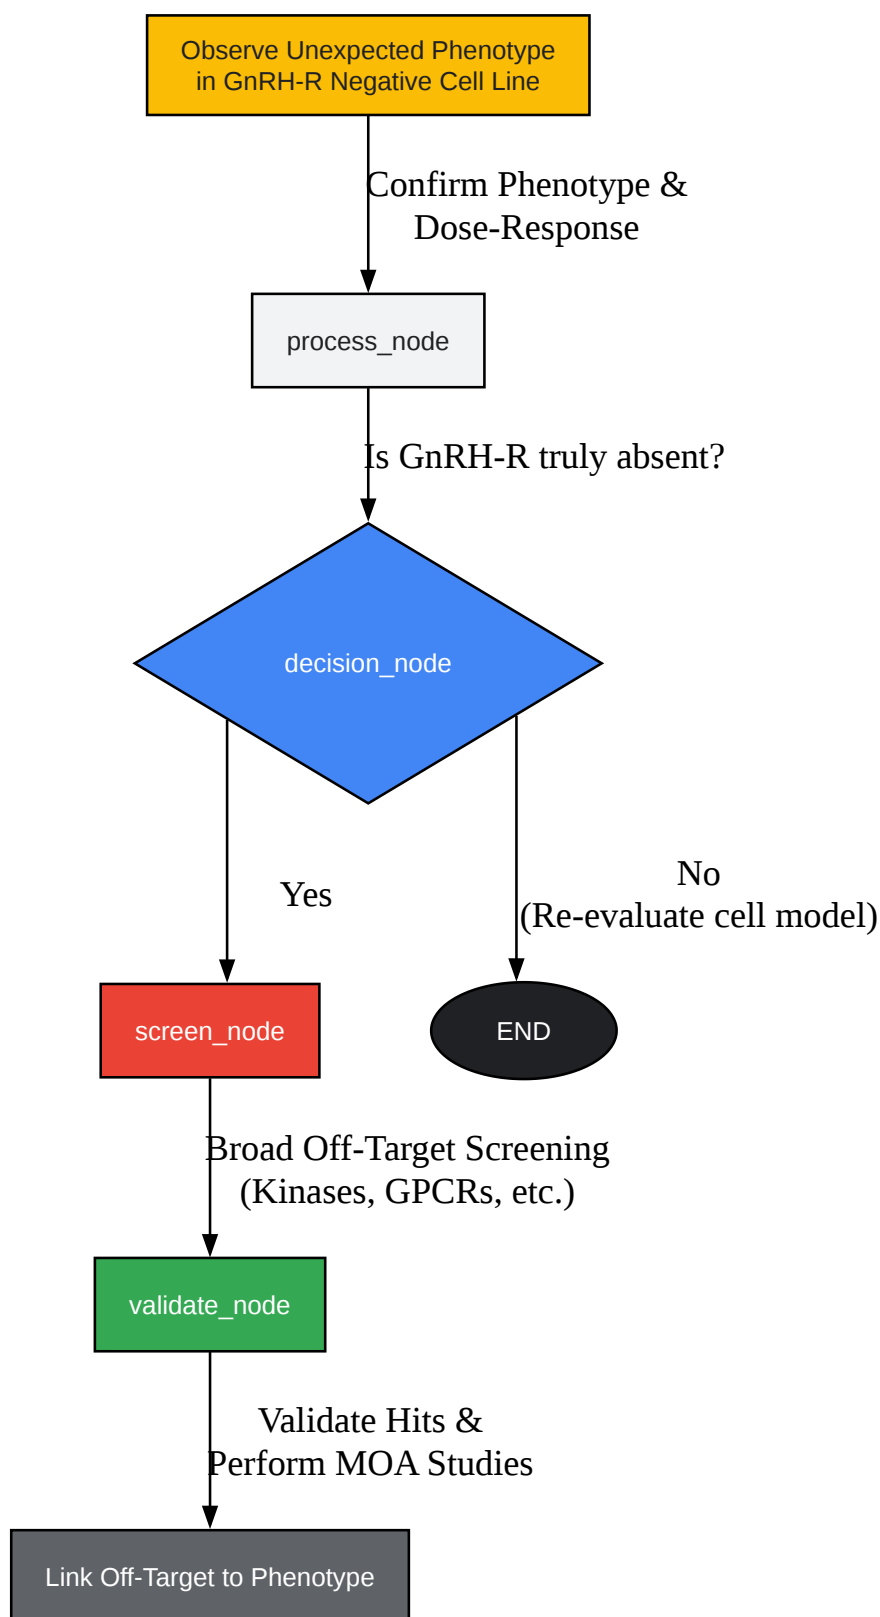 Observe Unexpected Phenotype
in GnRH-R Negative Cell Line
Confirm Phenotype &
Dose-Response
process_node
Is GnRH-R truly absent?
decision_node
Yes
No
(Re-evaluate cell model)
screen_node
END
Broad Off-Target Screening
(Kinases, GPCRs, etc.)
validate_node
Validate Hits &
Perform MOA Studies
Link Off-Target to Phenotype